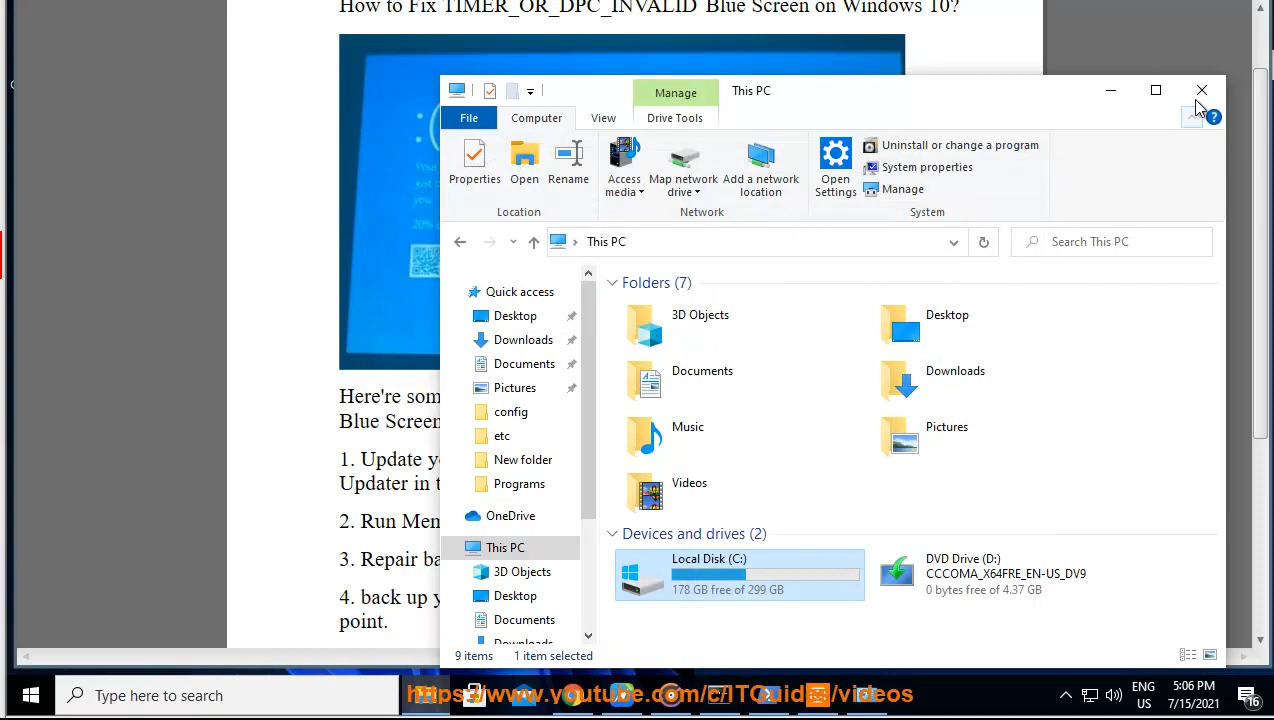 How to Fix TIMER_OR_DPC_INVALID Blue Screen on Windows 10?
This PC
Manage
File
Computer
View
Drive Tools
?
Properties
Open
Rename
Access media
Map network drive
Add a network location
Open Settings
Uninstall or change a program
System properties
Manage
Location
Network
System
This PC
Search This PC
Quick access
Desktop
Downloads
Documents
Pictures
config
etc
New folder
Programs
OneDrive
This PC
3D Objects
Desktop
Documents
Downloads
Folders (7)
3D Objects
Desktop
Documents
Downloads
Music
Pictures
Videos
Devices and drives (2)
Local Disk (C:)
178 GB free of 299 GB
DVD Drive (D:)
CCCOMA_X64FRE_EN-US_DV9
0 bytes free of 4.37 GB
9 items
1 item selected
Here're som
Blue Screen
1. Update y
Updater in t
2. Run Mem
3. Repair ba
4. back up y
point.
Type here to search
https://www.youtube.com/c/ITGuides/videos
ENG
US
5:06 PM
7/15/2021
16